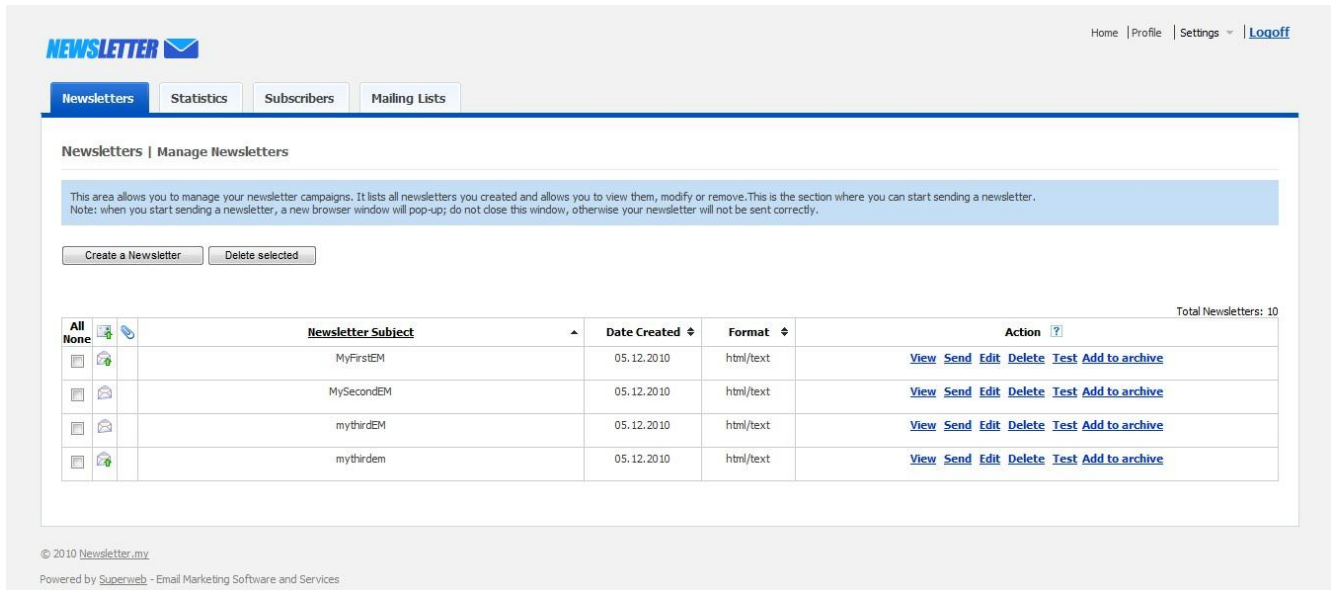 Home | Profile | Settings | Logoff
NEWSLETTER
Newsletters Statistics Subscribers Mailing Lists
Newsletters | Manage Newsletters
This area allows you to manage your newsletter campaigns. It lists all newsletters you created and allows you to view them, modify or remove.This is the section where you can start sending a newsletter.
Note: when you start sending a newsletter, a new browser window will pop-up; do not close this window, otherwise your newsletter will not be sent correctly.
Create a Newsletter Delete selected
Total Newsletters: 10
All
None Newsletter Subject Date Created Format Action ?
MyFirstEM 05.12.2010 html/text View Send Edit Delete Test Add to archive
MySecondEM 05.12.2010 html/text View Send Edit Delete Test Add to archive
mythirdEM 05.12.2010 html/text View Send Edit Delete Test Add to archive
mythirdem 05.12.2010 html/text View Send Edit Delete Test Add to archive
© 2010 Newsletter.my
Powered by Superweb - Email Marketing Software and Services